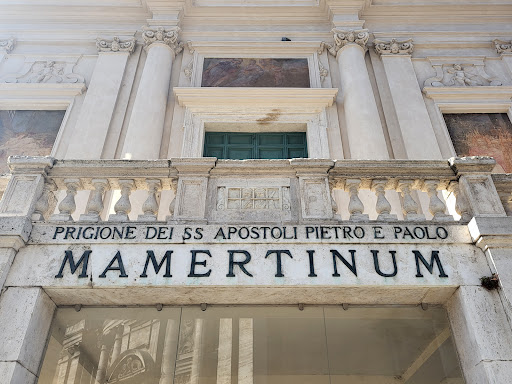 PRIGIONE DEI SS APOSTOLI PIETRO E PAOLO
MAMERTINUM